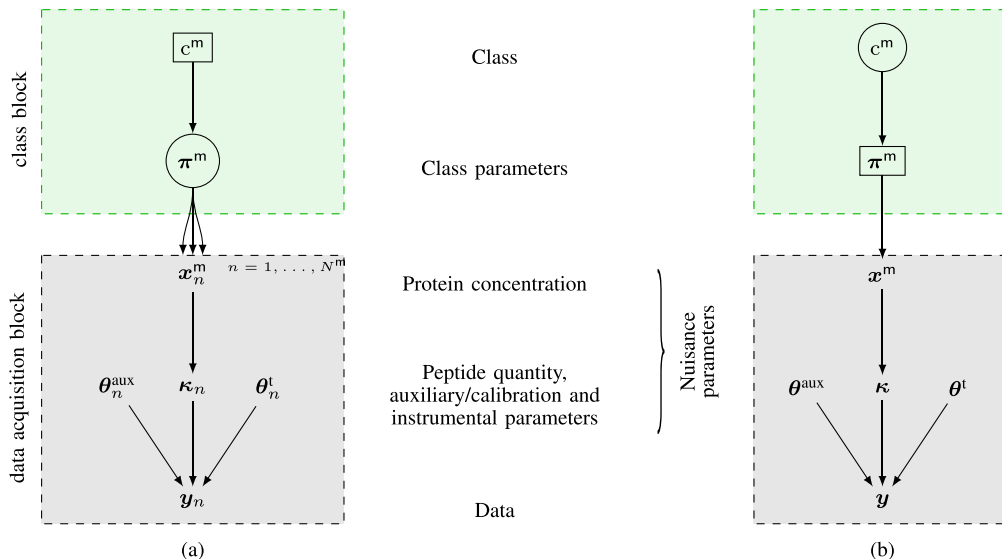 class block
c^m
π^m
Class
Class parameters
c^m
π^m
data acquisition block
x_n^m
n = 1, . . . , N^m
θ_n^aux
κ_n
θ_n^t
y_n
Protein concentration
Peptide quantity,
auxiliary/calibration and
instrumental parameters
Data
Nuisance
parameters
x^m
θ^aux
κ
θ^t
y
(a)
(b)